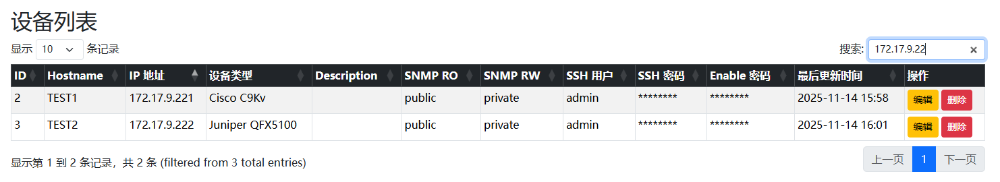 设备列表
显示 10 条记录 搜索: 172.17.9.22
ID Hostname IP 地址 设备类型 Description SNMP RO SNMP RW SSH 用户 SSH 密码 Enable 密码 最后更新时间 操作
2 TEST1 172.17.9.221 Cisco C9Kv public private admin ******** ******** 2025-11-14 15:58 编辑 删除
3 TEST2 172.17.9.222 Juniper QFX5100 public private admin ******** ******** 2025-11-14 16:01 编辑 删除
显示第 1 到 2 条记录，共 2 条 (filtered from 3 total entries) 上一页 1 下一页